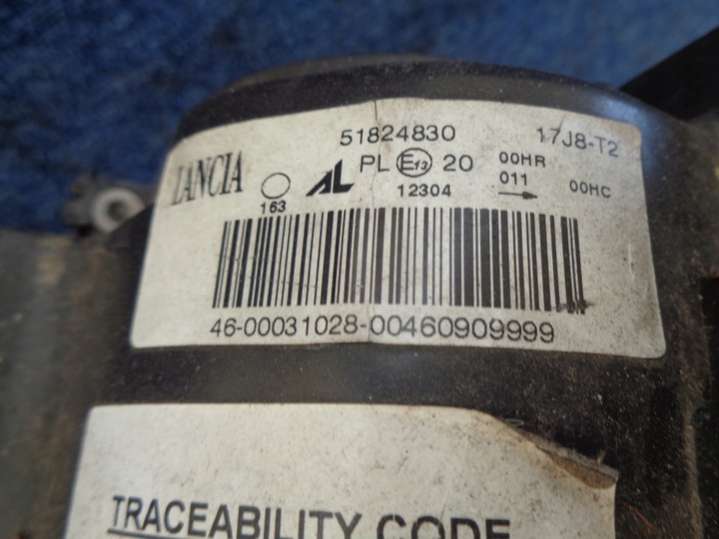 51824830 17J8-T2
LANCIA 163 AL PL E13 20 00HR
12304 011 00HC
46-00031028-00460909999
TRACEABILITY CODE